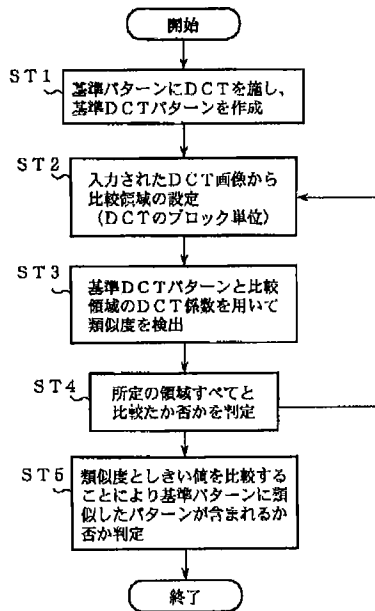 開始
ST1
基準パターンにDCTを施し、
基準DCTパターンを作成
ST2
入力されたDCT画像から
比較領域の設定
(DCTのブロック単位)
ST3
基準DCTパターンと比較
領域のDCT係数を用いて
類似度を検出
ST4
所定の領域すべてと
比較たか否かを判定
ST5
類似度としきい値を比較する
ことにより基準パターンに類
似したパターンが含まれるか
否か判定
終了